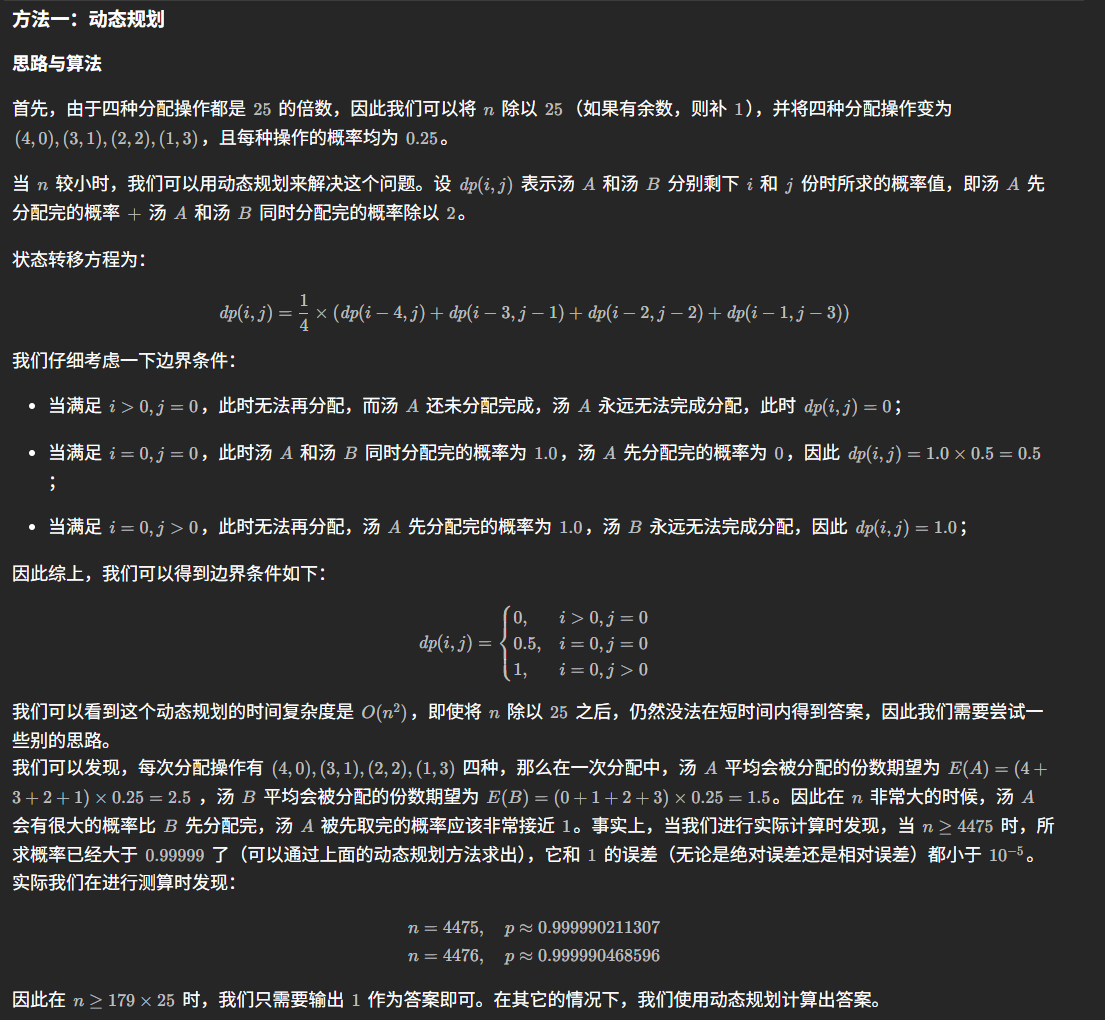 方法一：动态规划
思路与算法
首先，由于四种分配操作都是 25 的倍数，因此我们可以将 n 除以 25（如果有余数，则补 1），并将四种分配操作变为
(4,0),(3,1),(2,2),(1,3)，且每种操作的概率均为 0.25。
当 n 较小时，我们可以用动态规划来解决这个问题。设 dp(i,j) 表示汤 A 和汤 B 分别剩下 i 和 j 份时所求的概率值，即汤 A 先
分配完的概率 + 汤 A 和汤 B 同时分配完的概率除以 2。
状态转移方程为：
dp(i,j) = 1/4 × (dp(i−4,j) + dp(i−3,j−1) + dp(i−2,j−2) + dp(i−1,j−3))
我们仔细考虑一下边界条件：
• 当满足 i > 0, j = 0，此时无法再分配，而汤 A 还未分配完成，汤 A 永远无法完成分配，此时 dp(i,j) = 0；
• 当满足 i = 0, j = 0，此时汤 A 和汤 B 同时分配完的概率为 1.0，汤 A 先分配完的概率为 0，因此 dp(i,j) = 1.0 × 0.5 = 0.5
；
• 当满足 i = 0, j > 0，此时无法再分配，汤 A 先分配完的概率为 1.0，汤 B 永远无法完成分配，因此 dp(i,j) = 1.0；
因此综上，我们可以得到边界条件如下：
0, i > 0, j = 0
dp(i,j) = { 0.5, i = 0, j = 0
1, i = 0, j > 0
我们可以看到这个动态规划的时间复杂度是 O(n²)，即使将 n 除以 25 之后，仍然没法在短时间内得到答案，因此我们需要尝试一
些别的思路。
我们可以发现，每次分配操作有 (4,0),(3,1),(2,2),(1,3) 四种，那么在一次分配中，汤 A 平均会被分配的份数期望为 E(A) = (4 +
3 + 2 + 1) × 0.25 = 2.5 ，汤 B 平均会被分配的份数期望为 E(B) = (0 + 1 + 2 + 3) × 0.25 = 1.5。因此在 n 非常大的时候，汤 A
会有很大的概率比 B 先分配完，汤 A 被先取完的概率应该非常接近 1。事实上，当我们进行实际计算时发现，当 n ≥ 4475 时，所
求概率已经大于 0.99999 了（可以通过上面的动态规划方法求出），它和 1 的误差（无论是绝对误差还是相对误差）都小于 10⁻⁵。
实际我们在进行测算时发现：
n = 4475, p ≈ 0.999990211307
n = 4476, p ≈ 0.999990468596
因此在 n ≥ 179 × 25 时，我们只需要输出 1 作为答案即可。在其它的情况下，我们使用动态规划计算出答案。